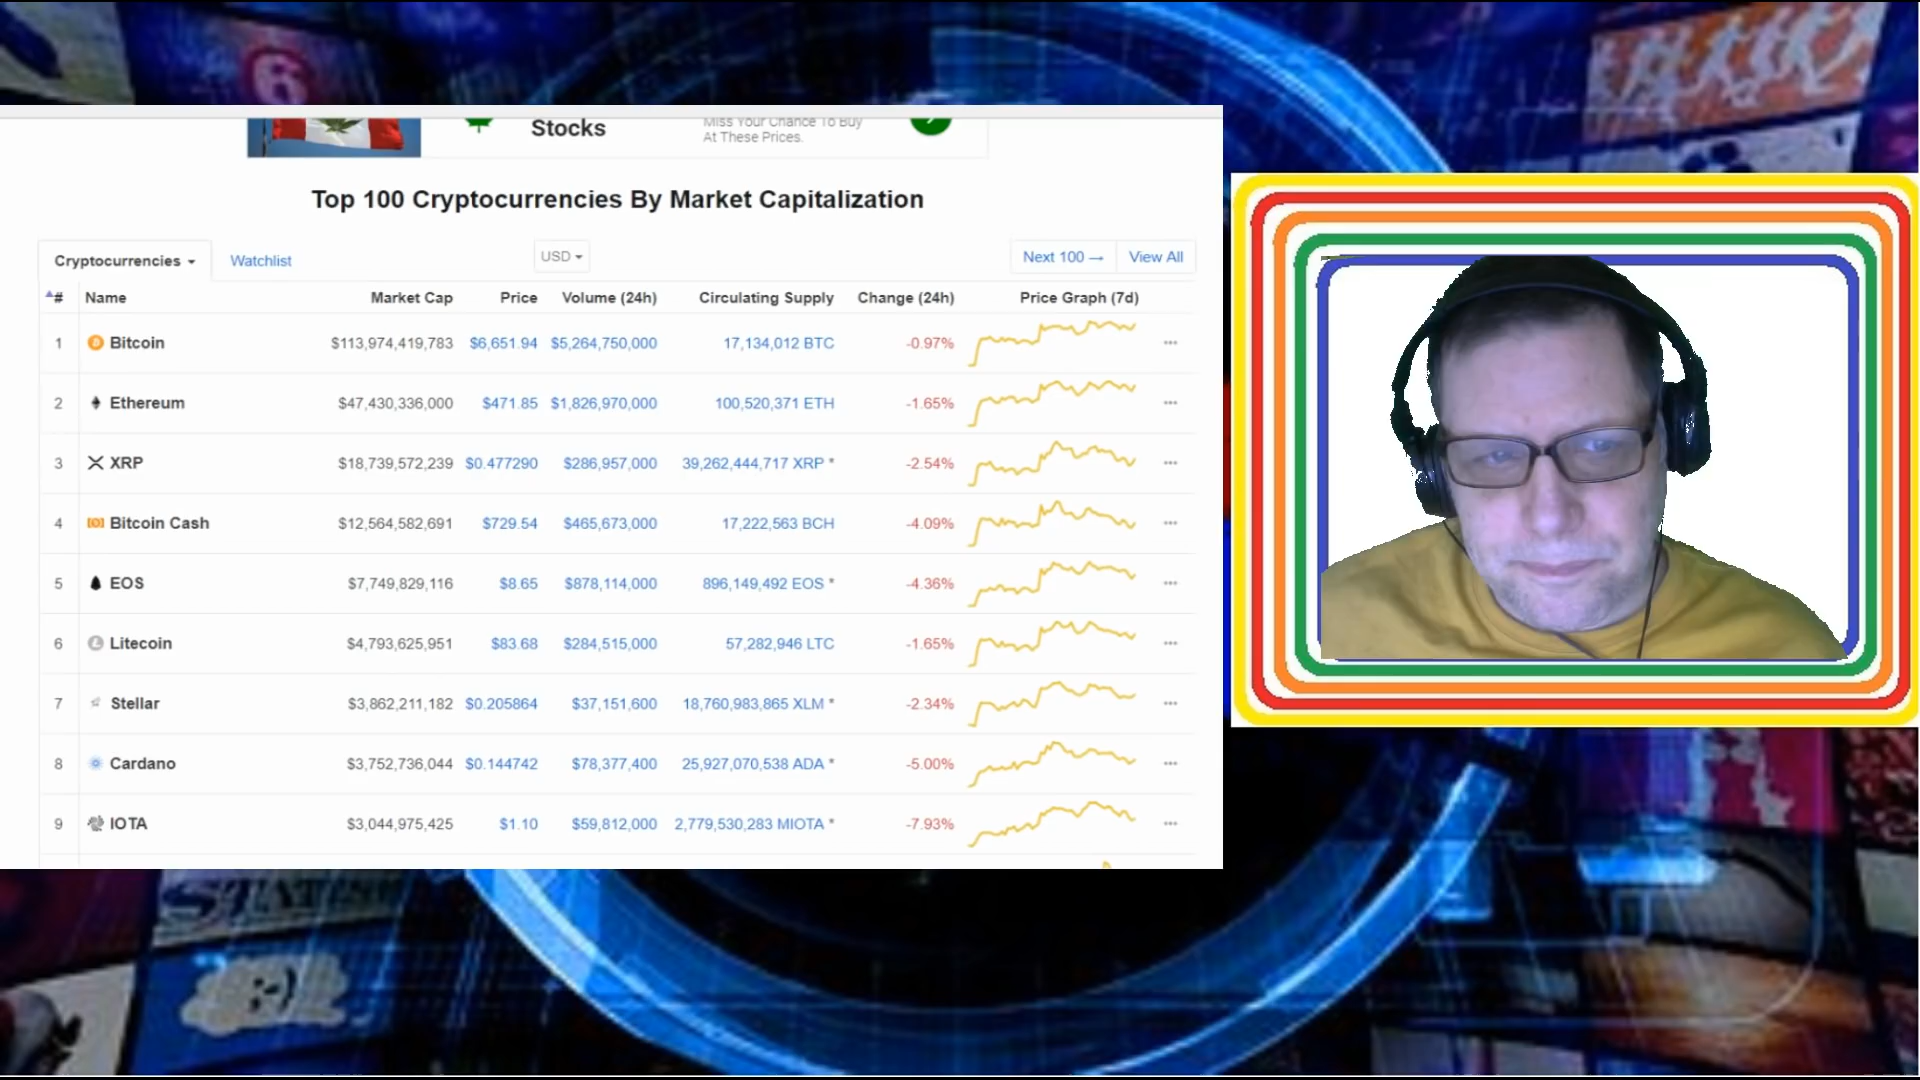 Stocks
Miss Your Chance To Buy
At These Prices.
Top 100 Cryptocurrencies By Market Capitalization
Cryptocurrencies Watchlist USD Next 100 → View All
# Name Market Cap Price Volume (24h) Circulating Supply Change (24h) Price Graph (7d)
1 Bitcoin $113,974,419,783 $6,651.94 $5,264,750,000 17,134,012 BTC -0.97%
2 Ethereum $47,430,336,000 $471.85 $1,826,970,000 100,520,371 ETH -1.65%
3 XRP $18,739,572,239 $0.477290 $286,957,000 39,262,444,717 XRP * -2.54%
4 Bitcoin Cash $12,564,582,691 $729.54 $465,673,000 17,222,563 BCH -4.09%
5 EOS $7,749,829,116 $8.65 $878,114,000 896,149,492 EOS * -4.36%
6 Litecoin $4,793,625,951 $83.68 $284,515,000 57,282,946 LTC -1.65%
7 Stellar $3,862,211,182 $0.205864 $37,151,600 18,760,983,865 XLM * -2.34%
8 Cardano $3,752,736,044 $0.144742 $78,377,400 25,927,070,538 ADA * -5.00%
9 IOTA $3,044,975,425 $1.10 $59,812,000 2,779,530,283 MIOTA * -7.93%